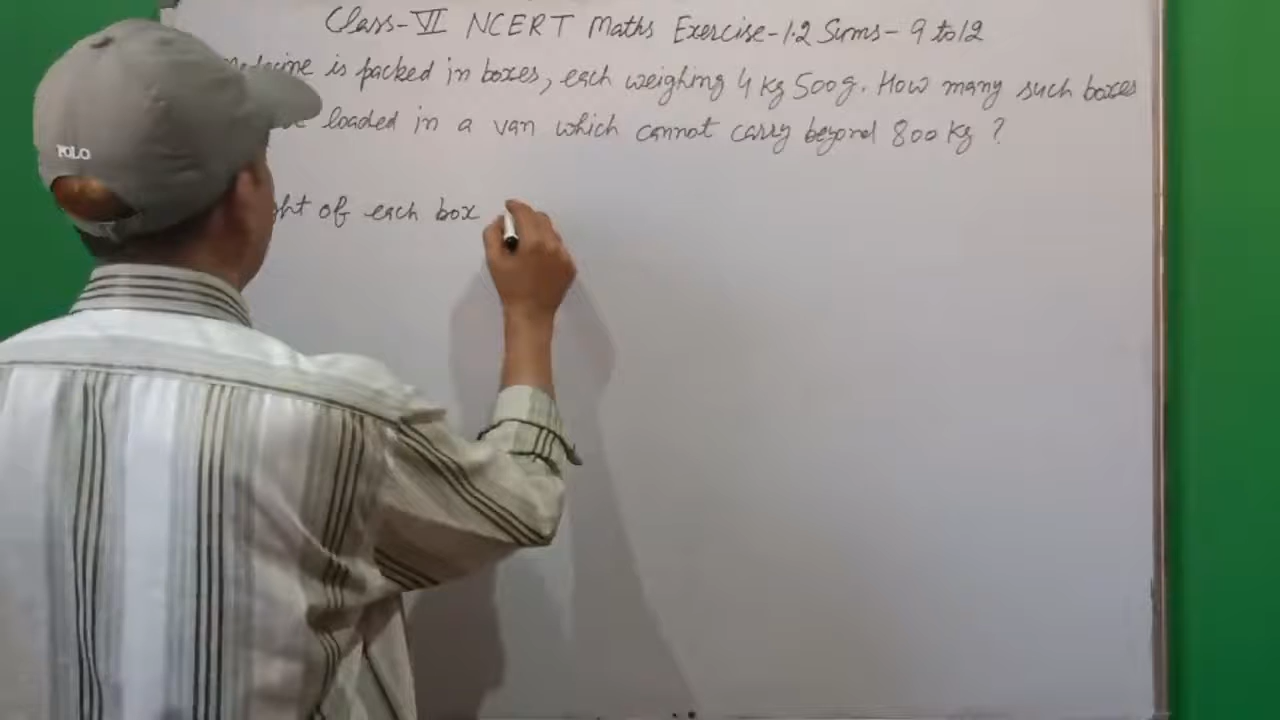 Class-VI NCERT Maths Exercise-1.2 Sums-9 to 12
Medicine is packed in boxes, each weighing 4 kg 500g. How many such boxes
loaded in a van which cannot carry beyond 800 kg ?
of each box
POLO